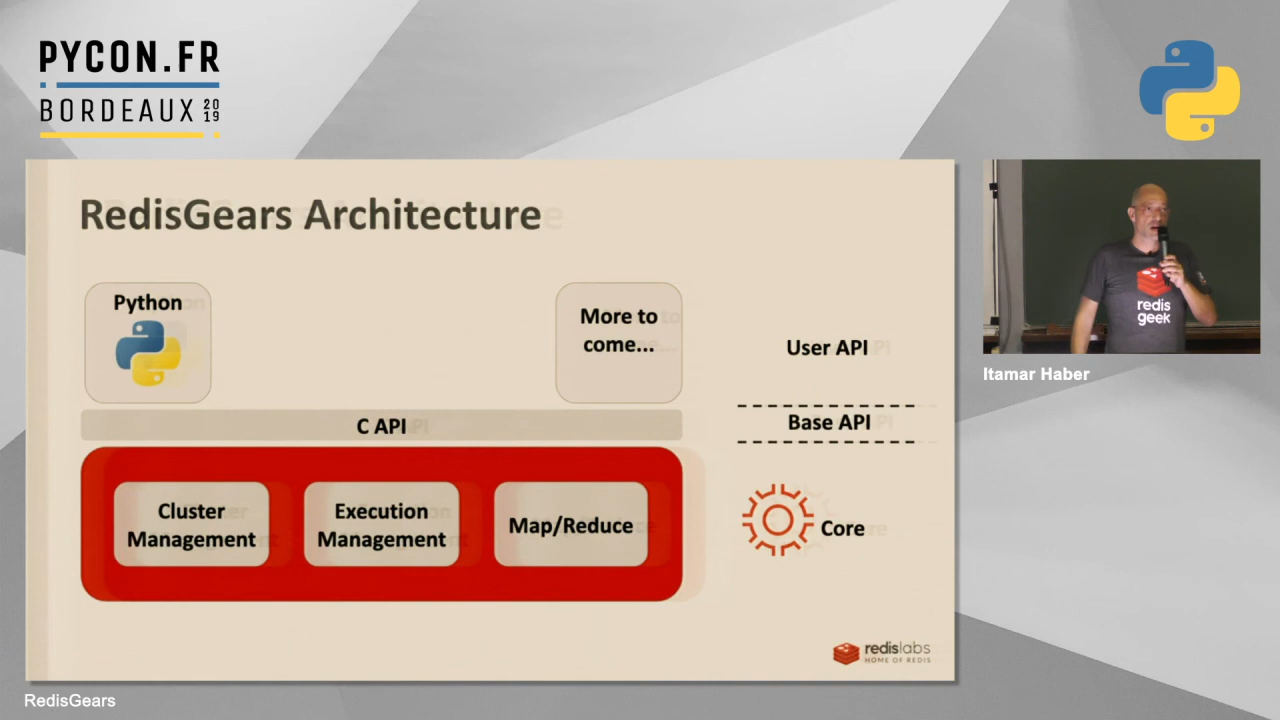 PYCON.FR
BORDEAUX 2019
RedisGears Architecture
Python
More to
come...
User API
C API
Base API
Cluster
Management
Execution
Management
Map/Reduce
Core
redislabs
HOME OF REDIS
redis
geek
Itamar Haber
RedisGears